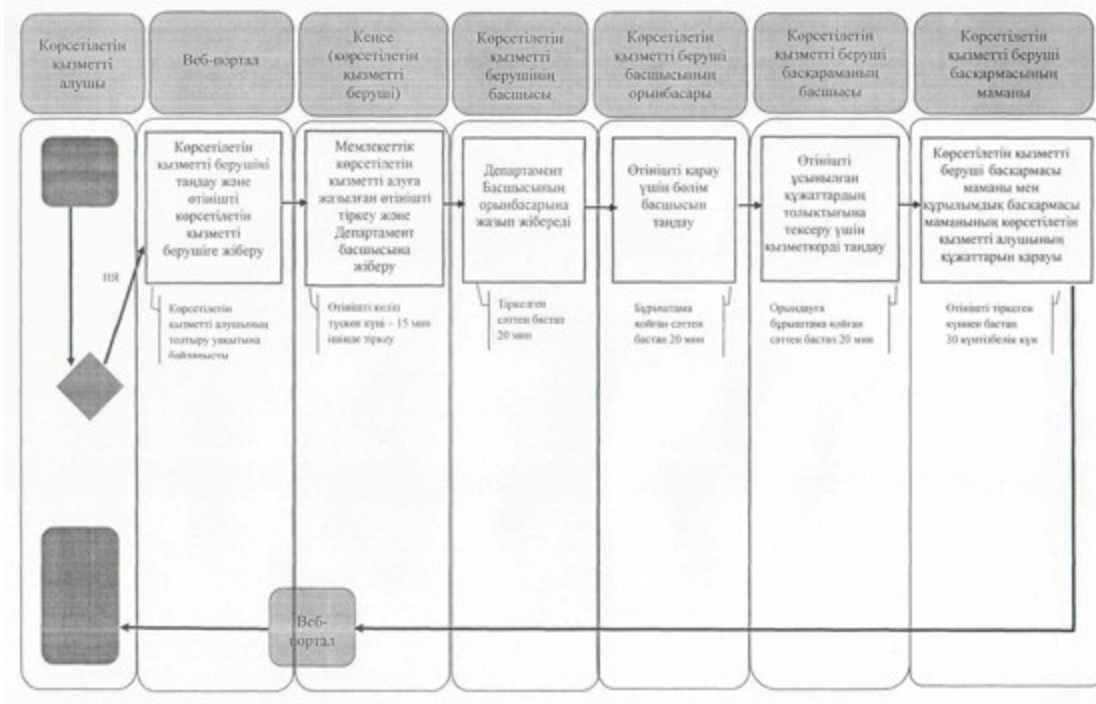 Көрсетілетін
қызметті
алушы
Веб-портал
Кеңсе
(көрсетілетін
қызметті
беруші)
Көрсетілетін
қызметті
берушінің
басшысы
Көрсетілетін
қызметті беруші
басшысының
орынбасары
Көрсетілетін
қызметті беруші
басқараманың
басшысы
Көрсетілетін
қызметті беруші
басқармасының
маманы
Көрсетілетін
қызметті берушіні
таңдау және
өтінішті
көрсетілетін
қызметті
берушіге жіберу
Мемлекеттік
көрсетілетін
қызметті алуға
жазылған өтінішті
тіркеу және
Департамент
басшысына
жіберу
Департамент
Басшысының
орынбасарына
жазып жібереді
Өтінішті қарау
үшін бөлім
басшысын
таңдау
Өтінішті
ұсынылған
құжаттардың
толықтығына
тексеру үшін
қызметкерді таңдау
Көрсетілетін қызметті
беруші басқармасы
маманы мен
құрылымдық басқармасы
маманының көрсетілетін
қызметті алушының
құжаттарын қарауы
ИЯ
Көрсетілетін
қызметті алушының
толтыру уақытына
байланысты
Өтінішті келіп
түскен күні – 15 мин
ішінде тіркеу
Тіркелген
сәттен бастап
20 мин
Бұрыштама
қойған сәттен
бастап 20 мин
Орындауға
бұрыштама қойған
сәттен бастап 20 мин
Өтінішті тіркеген
күннен бастап
30 күнтізбелік күн
Веб-
портал